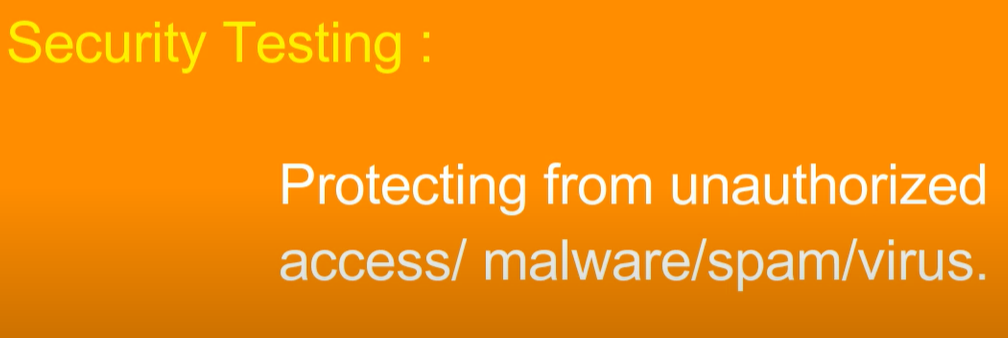 Security Testing :
Protecting from unauthorized
access/ malware/spam/virus.